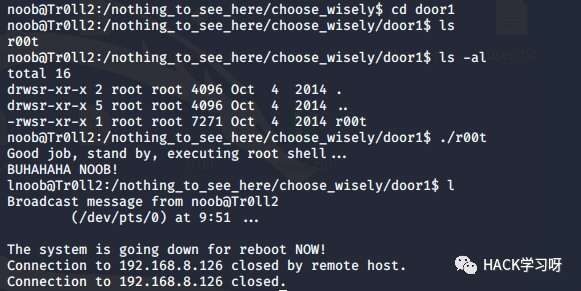 noob@Tr0ll2:/nothing_to_see_here/choose_wisely$ cd door1
noob@Tr0ll2:/nothing_to_see_here/choose_wisely/door1$ ls
r00t
noob@Tr0ll2:/nothing_to_see_here/choose_wisely/door1$ ls -al
total 16
drwsr-xr-x 2 root root 4096 Oct  4  2014 .
drwsr-xr-x 5 root root 4096 Oct  4  2014 ..
-rwsr-xr-x 1 root root 7271 Oct  4  2014 r00t
noob@Tr0ll2:/nothing_to_see_here/choose_wisely/door1$ ./r00t
Good job, stand by, executing root shell...
BUHAHAHA NOOB!
lnoob@Tr0ll2:/nothing_to_see_here/choose_wisely/door1$ l
Broadcast message from noob@Tr0ll2
        (/dev/pts/0) at 9:51 ...
The system is going down for reboot NOW!
Connection to 192.168.8.126 closed by remote host.
Connection to 192.168.8.126 closed.
HACK学习呀